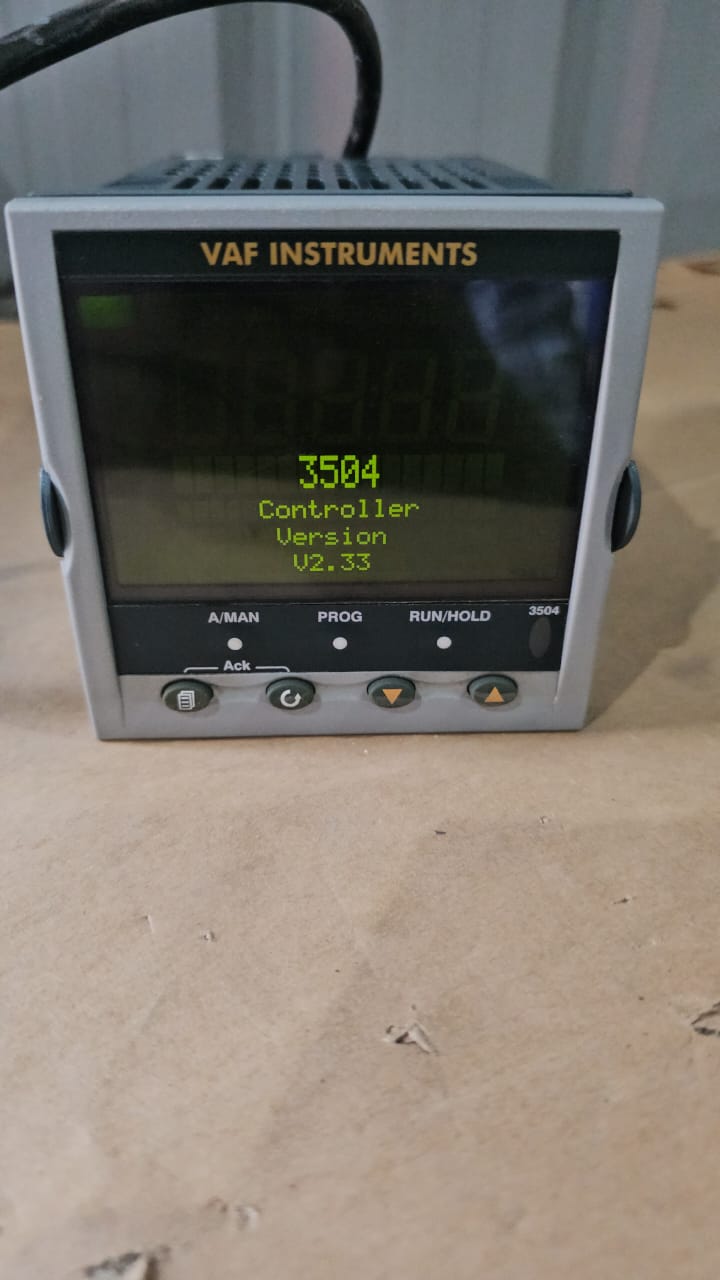 VAF INSTRUMENTS
3504
Controller
Version
V2.33
A/MAN PROG RUN/HOLD 3504
Ack